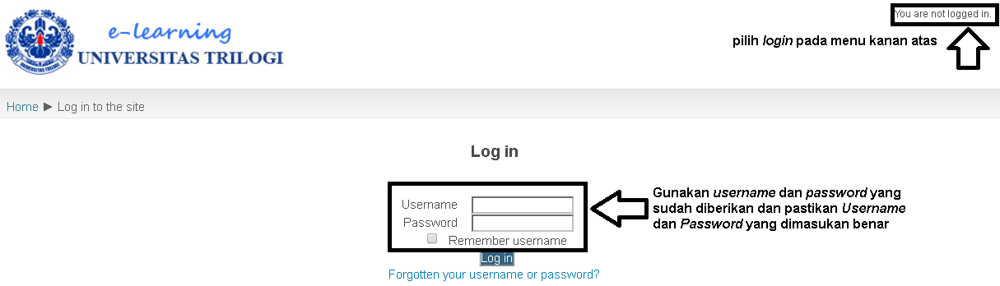 You are not logged in.
e-learning
UNIVERSITAS TRILOGI
pilih login pada menu kanan atas
Home ► Log in to the site
Log in
Username
Password
Remember username
Log in
Forgotten your username or password?
Gunakan username dan password yang
sudah diberikan dan pastikan Username
dan Password yang dimasukan benar